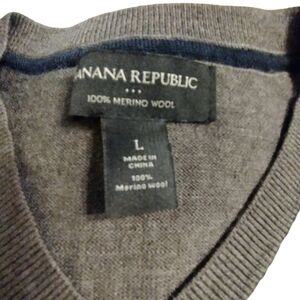 ANANA REPUBLIC
100% MERINO WOOL
L
MADE IN
CHINA
100%
Merino Wool